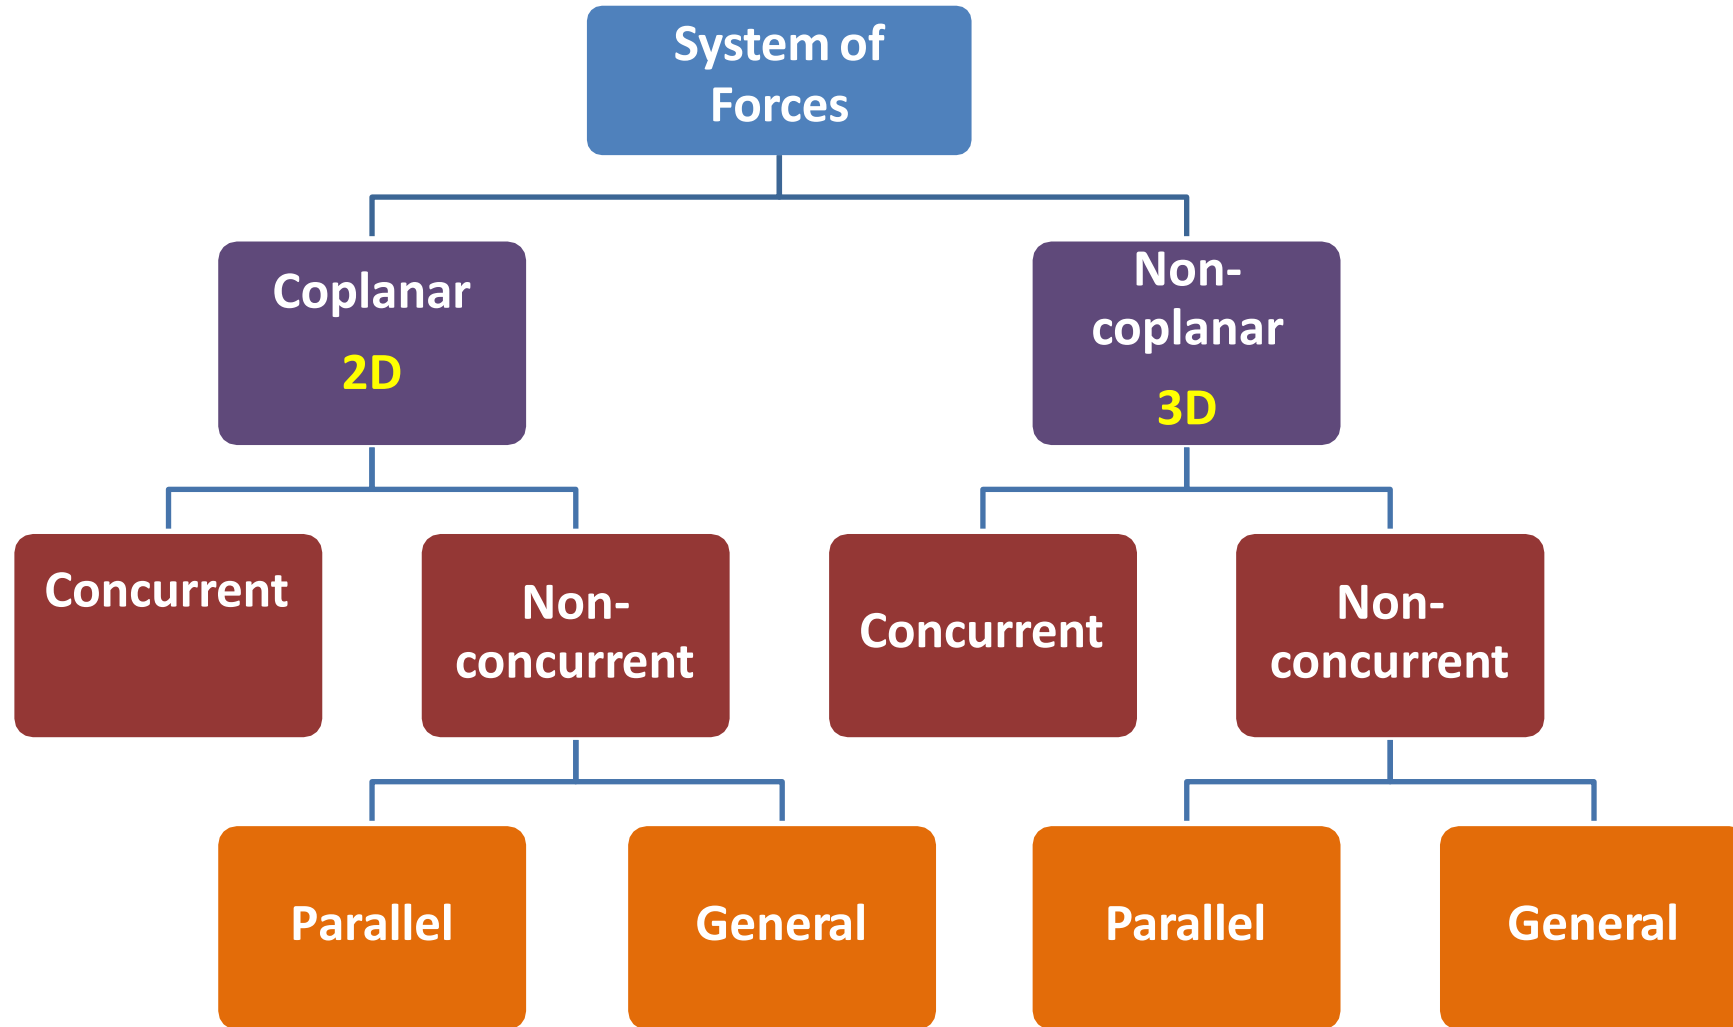 System of
Forces
Coplanar
2D
Non-
coplanar
3D
Concurrent
Non-
concurrent
Concurrent
Non-
concurrent
Parallel
General
Parallel
General